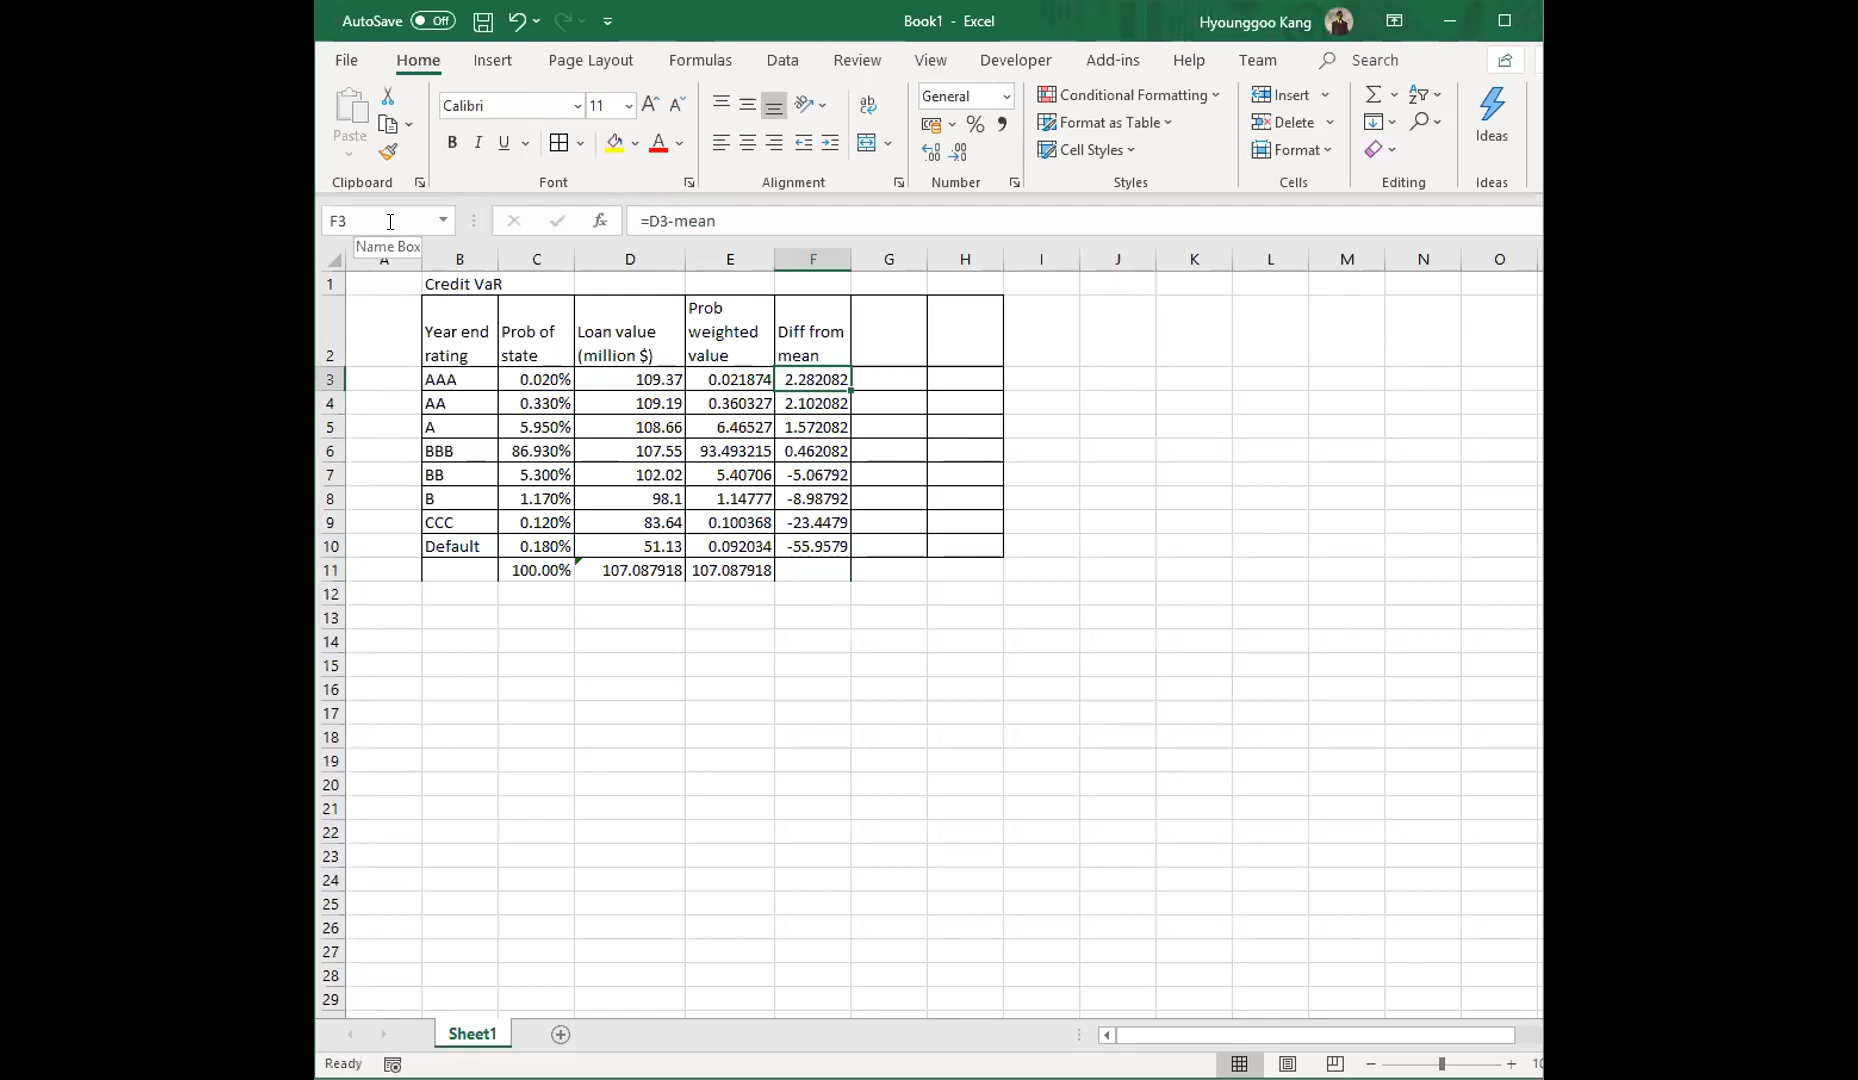 AutoSave Off Book1 - Excel Hyounggoo Kang
File Home Insert Page Layout Formulas Data Review View Developer Add-ins Help Team Search
Paste
Calibri 11
B I U
General
Conditional Formatting
Format as Table
Cell Styles
Insert
Delete
Format
Ideas
Clipboard Font Alignment Number Styles Cells Editing Ideas
F3 fx =D3-mean
Name Box
A B C D E F G H I J K L M N O
1 Credit VaR
2 Year end rating Prob of state Loan value (million $) Prob weighted value Diff from mean
3 AAA 0.020% 109.37 0.021874 2.282082
4 AA 0.330% 109.19 0.360327 2.102082
5 A 5.950% 108.66 6.46527 1.572082
6 BBB 86.930% 107.55 93.493215 0.462082
7 BB 5.300% 102.02 5.40706 -5.06792
8 B 1.170% 98.1 1.14777 -8.98792
9 CCC 0.120% 83.64 0.100368 -23.4479
10 Default 0.180% 51.13 0.092034 -55.9579
11 100.00% 107.087918 107.087918
12
13
14
15
16
17
18
19
20
21
22
23
24
25
26
27
28
29
Sheet1
Ready 10